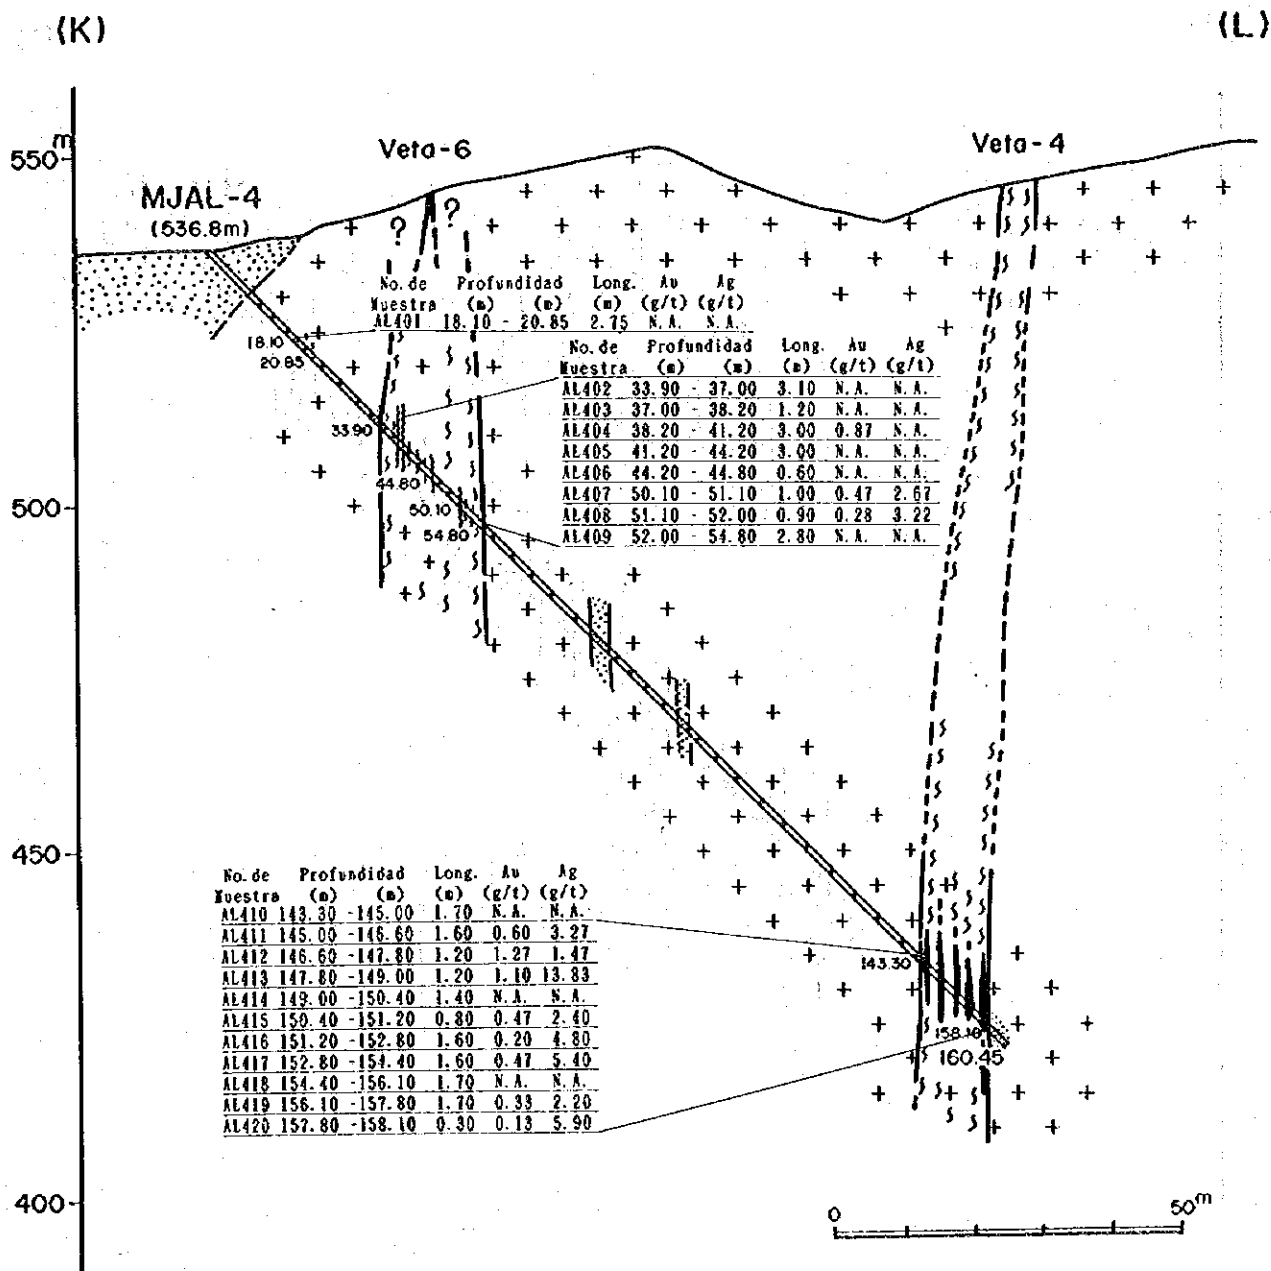 (K) (L)
m
550
Veta-6 Veta-4
MJAL-4
(536.8m)
? ?
No. de Profundidad Long. Au Ag
Muestra (m) (m) (m) (g/t) (g/t)
AL401 18.10 - 20.85 2.75 N.A. N.A.
18.10
20.85
No. de Profundidad Long. Au Ag
Muestra (m) (m) (m) (g/t) (g/t)
AL402 33.90 - 37.00 3.10 N.A. N.A.
AL403 37.00 - 38.20 1.20 N.A. N.A.
AL404 38.20 - 41.20 3.00 0.87 N.A.
AL405 41.20 - 44.20 3.00 N.A. N.A.
AL406 44.20 - 44.80 0.60 N.A. N.A.
AL407 50.10 - 51.10 1.00 0.47 2.67
AL408 51.10 - 52.00 0.90 0.28 3.22
AL409 52.00 - 54.80 2.80 N.A. N.A.
33.90
44.80
50.10
54.80
500
450
No. de Profundidad Long. Au Ag
Muestra (m) (m) (m) (g/t) (g/t)
AL410 143.30 -145.00 1.70 N.A. N.A.
AL411 145.00 -146.60 1.60 0.60 3.27
AL412 146.60 -147.80 1.20 1.27 1.47
AL413 147.80 -149.00 1.20 1.10 13.83
AL414 149.00 -150.40 1.40 N.A. N.A.
AL415 150.40 -151.20 0.80 0.47 2.40
AL416 151.20 -152.80 1.60 0.20 4.80
AL417 152.80 -154.40 1.60 0.47 5.40
AL418 154.40 -156.10 1.70 N.A. N.A.
AL419 156.10 -157.80 1.70 0.33 2.20
AL420 157.80 -158.10 0.30 0.13 5.90
143.30
158.10
160.45
400
0 50m